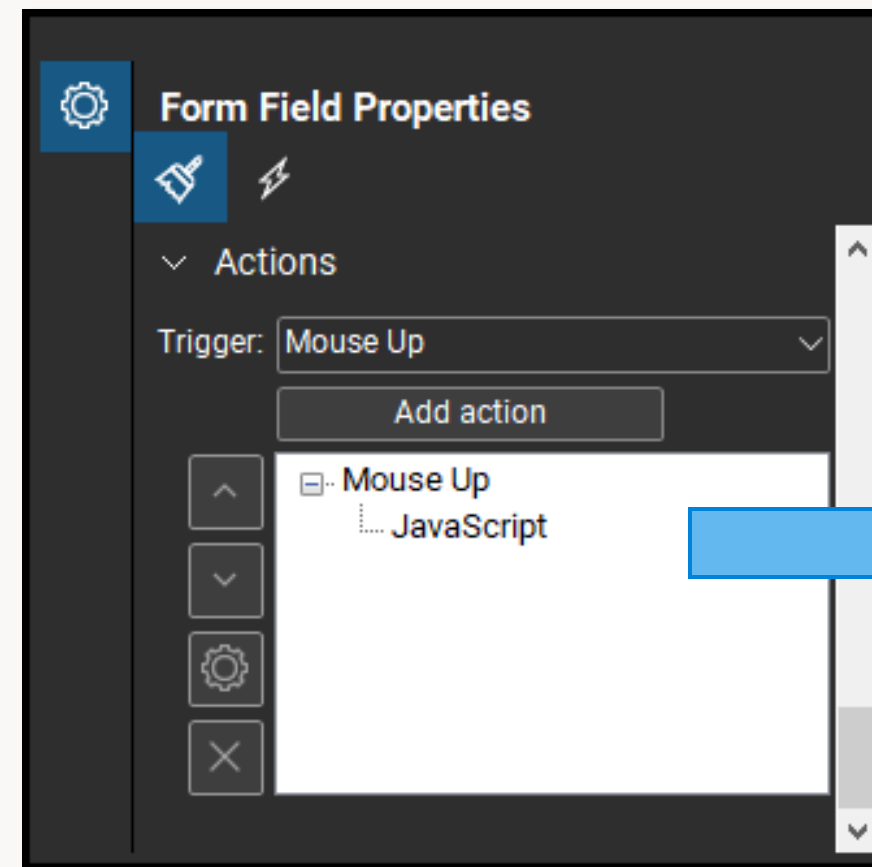 Form Field Properties
Actions
Trigger: Mouse Up
Add action
Mouse Up
JavaScript